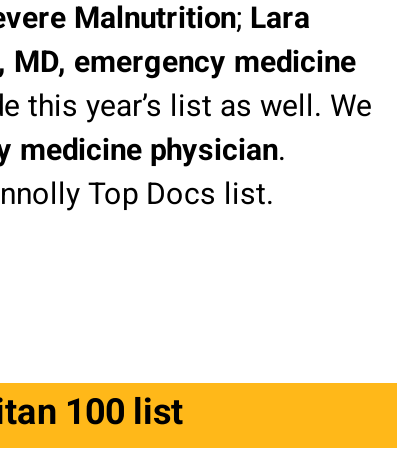 evere Malnutrition; Lara
, MD, emergency medicine
le this year’s list as well. We
y medicine physician.
nnolly Top Docs list.
itan 100 list